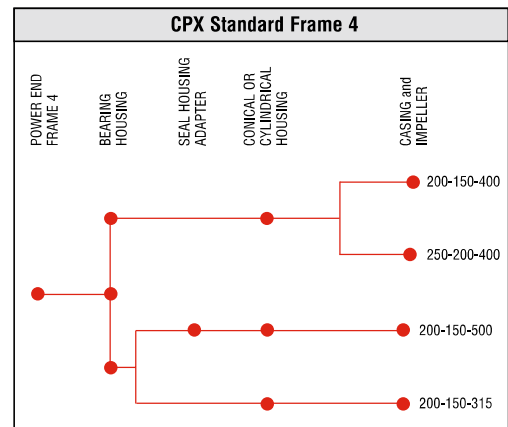 CPX Standard Frame 4
POWER END
FRAME 4
BEARING
HOUSING
SEAL HOUSING
ADAPTER
CONICAL OR
CYLINDRICAL
HOUSING
CASING and
IMPELLER
200-150-400
250-200-400
200-150-500
200-150-315